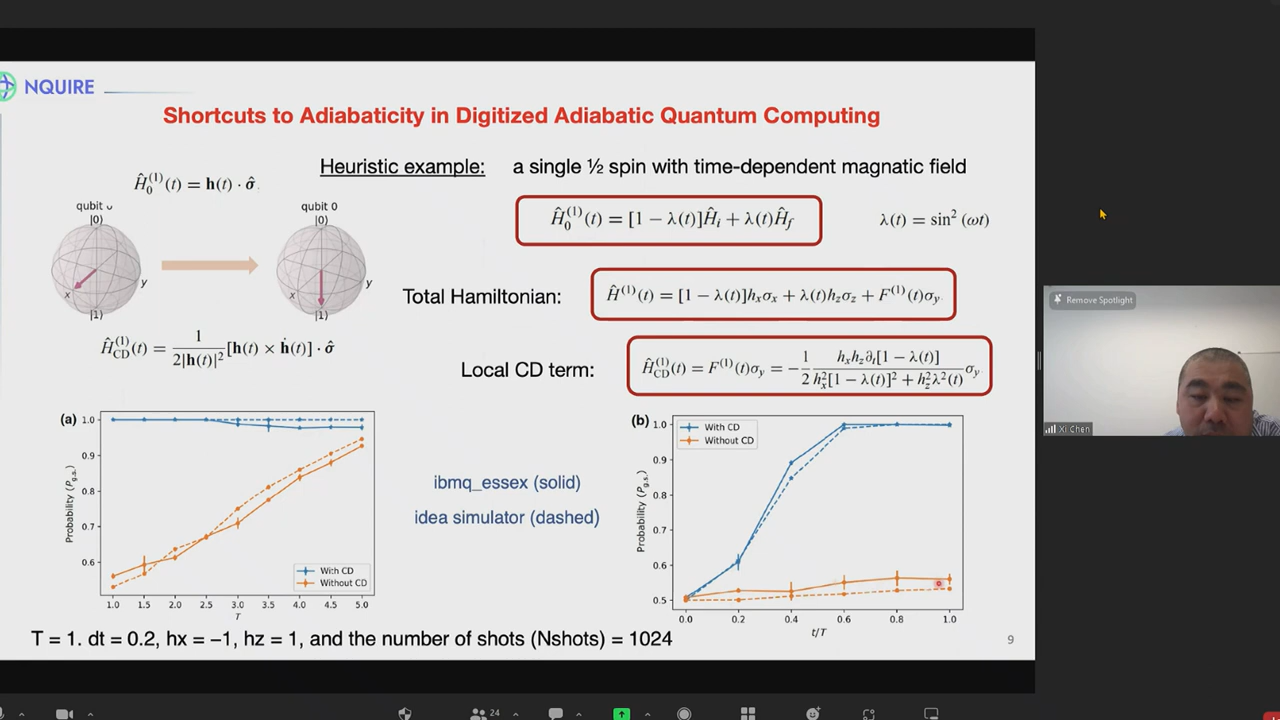 NQUIRE
Shortcuts to Adiabaticity in Digitized Adiabatic Quantum Computing
Heuristic example: a single ½ spin with time-dependent magnetic field
Ĥ₀⁽¹⁾(t) = h(t) · σ̂.
Ĥ₀⁽¹⁾(t) = [1 − λ(t)]Ĥᵢ + λ(t)Ĥ_f
λ(t) = sin² (ωt)
qubit 0
|0⟩
x
y
|1⟩
qubit 0
|0⟩
x
y
|1⟩
Total Hamiltonian: Ĥ⁽¹⁾(t) = [1 − λ(t)]hₓσₓ + λ(t)h_zσ_z + F⁽¹⁾(t)σ_y.
Ĥ_CD⁽¹⁾(t) = 1 / 2|h(t)|² [h(t) × ḣ(t)] · σ̂
Local CD term: Ĥ_CD⁽¹⁾(t) = F⁽¹⁾(t)σ_y = − 1/2 hₓh_z∂ₜ[1 − λ(t)] / hₓ²[1 − λ(t)]² + h_z²λ²(t) σ_y
(a)
Probability (P_g.s.)
1.0
0.9
0.8
0.7
0.6
With CD
Without CD
1.0 1.5 2.0 2.5 3.0 3.5 4.0 4.5 5.0
T
ibmq_essex (solid)
idea simulator (dashed)
(b)
Probability (P_g.s.)
1.0
0.9
0.8
0.7
0.6
0.5
With CD
Without CD
0.0 0.2 0.4 0.6 0.8 1.0
t/T
T = 1. dt = 0.2, hx = −1, hz = 1, and the number of shots (Nshots) = 1024
9
Remove Spotlight
Xi Chen
24